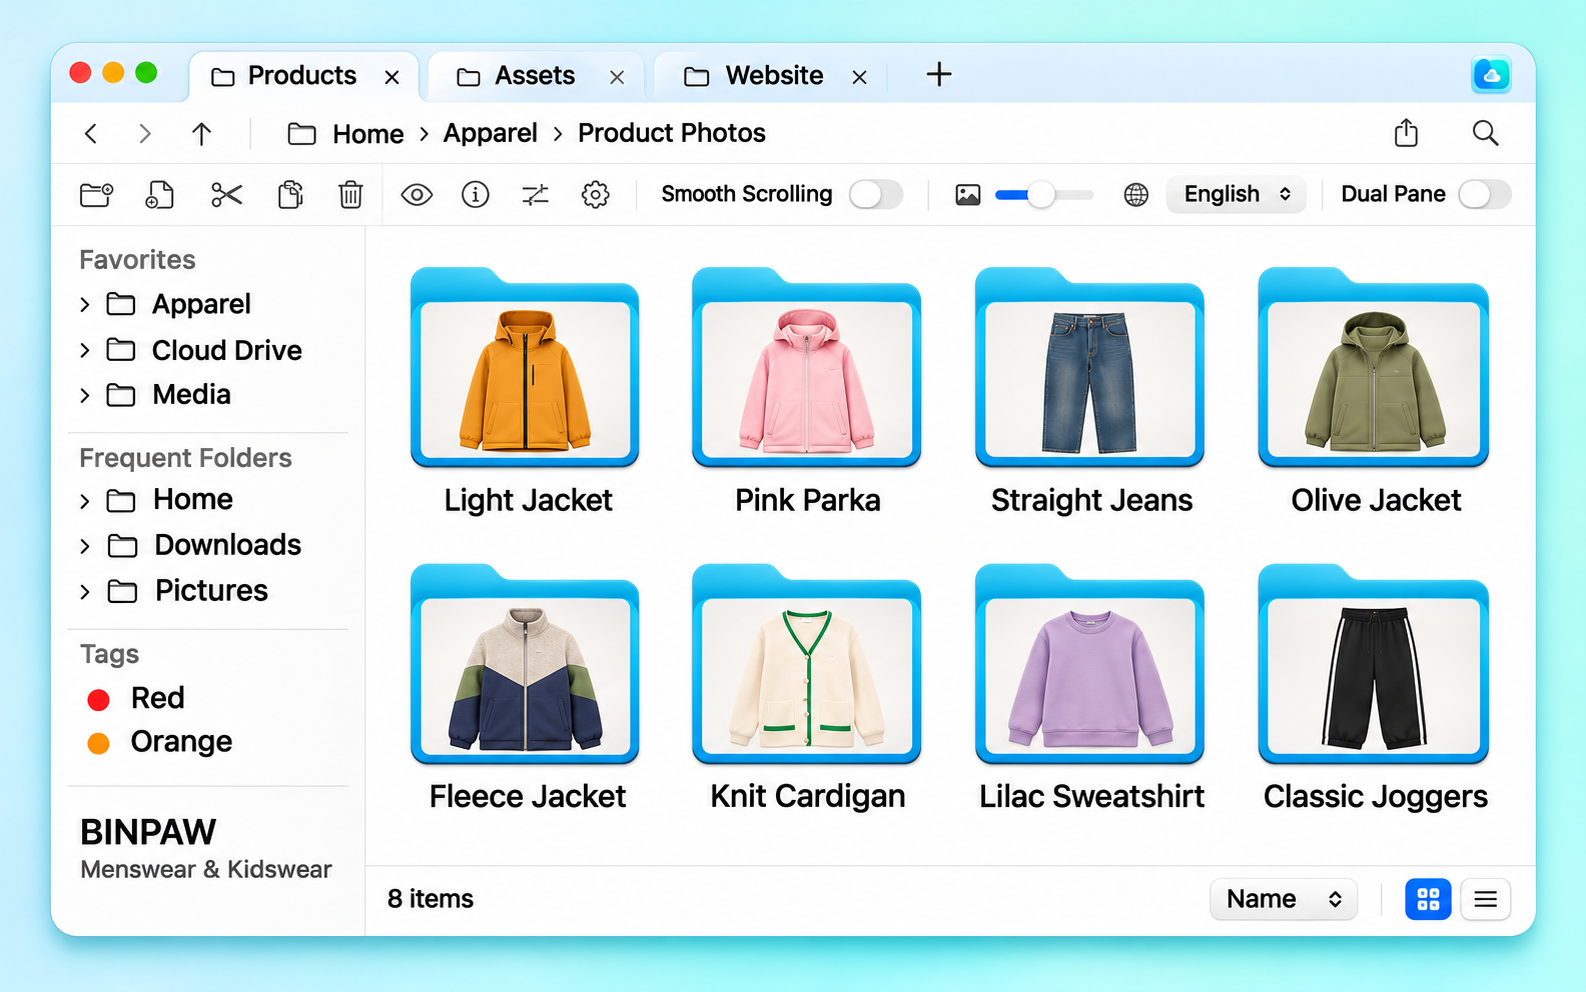 Products
Assets
Website
Home > Apparel > Product Photos
Smooth Scrolling
English
Dual Pane
Favorites
Apparel
Cloud Drive
Media
Frequent Folders
Home
Downloads
Pictures
Tags
Red
Orange
BINPAW
Menswear & Kidswear
Light Jacket
Pink Parka
Straight Jeans
Olive Jacket
Fleece Jacket
Knit Cardigan
Lilac Sweatshirt
Classic Joggers
8 items
Name